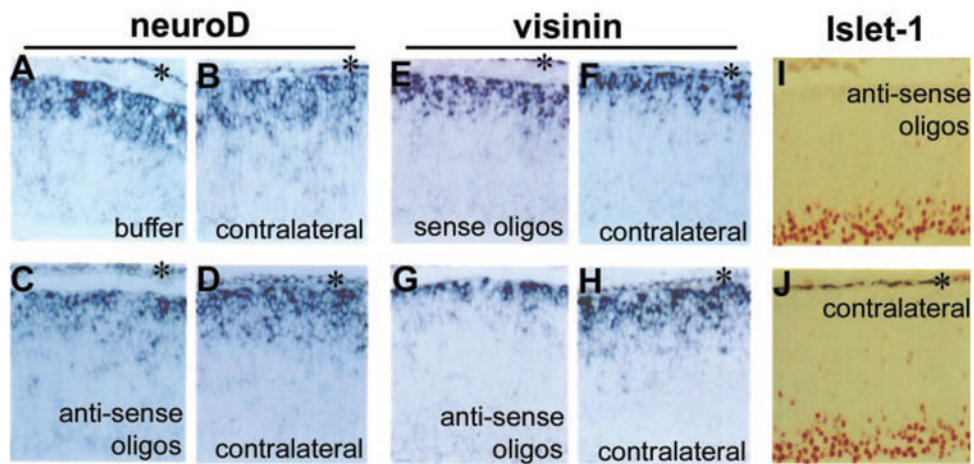 neuroD
visinin
Islet-1
A *
buffer
B *
contralateral
E *
sense oligos
F *
contralateral
I
anti-sense
oligos
C *
anti-sense
oligos
D *
contralateral
G
anti-sense
oligos
H *
contralateral
J *
contralateral